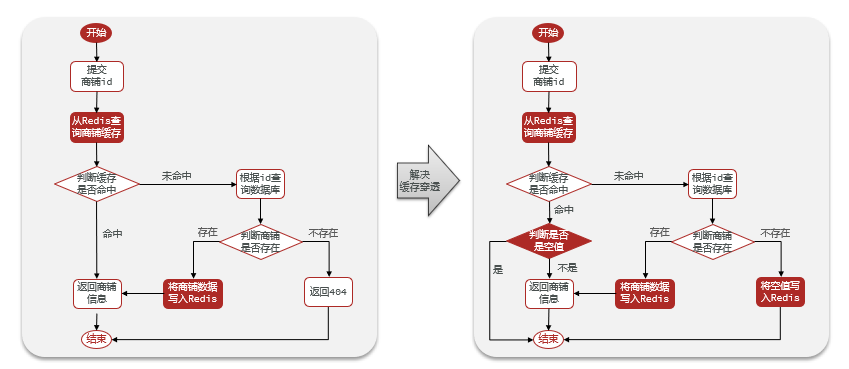 开始
提交
商铺id
从Redis查
询商铺缓存
判断缓存
是否命中
未命中
根据id查
询数据库
命中
存在
判断商铺
是否存在
不存在
返回商铺
信息
将商铺数据
写入Redis
返回404
结束
解决
缓存穿透
开始
提交
商铺id
从Redis查
询商铺缓存
判断缓存
是否命中
未命中
根据id查
询数据库
命中
判断是否
是空值
存在
判断商铺
是否存在
不存在
是
不是
返回商铺
信息
将商铺数据
写入Redis
将空值写
入Redis
结束